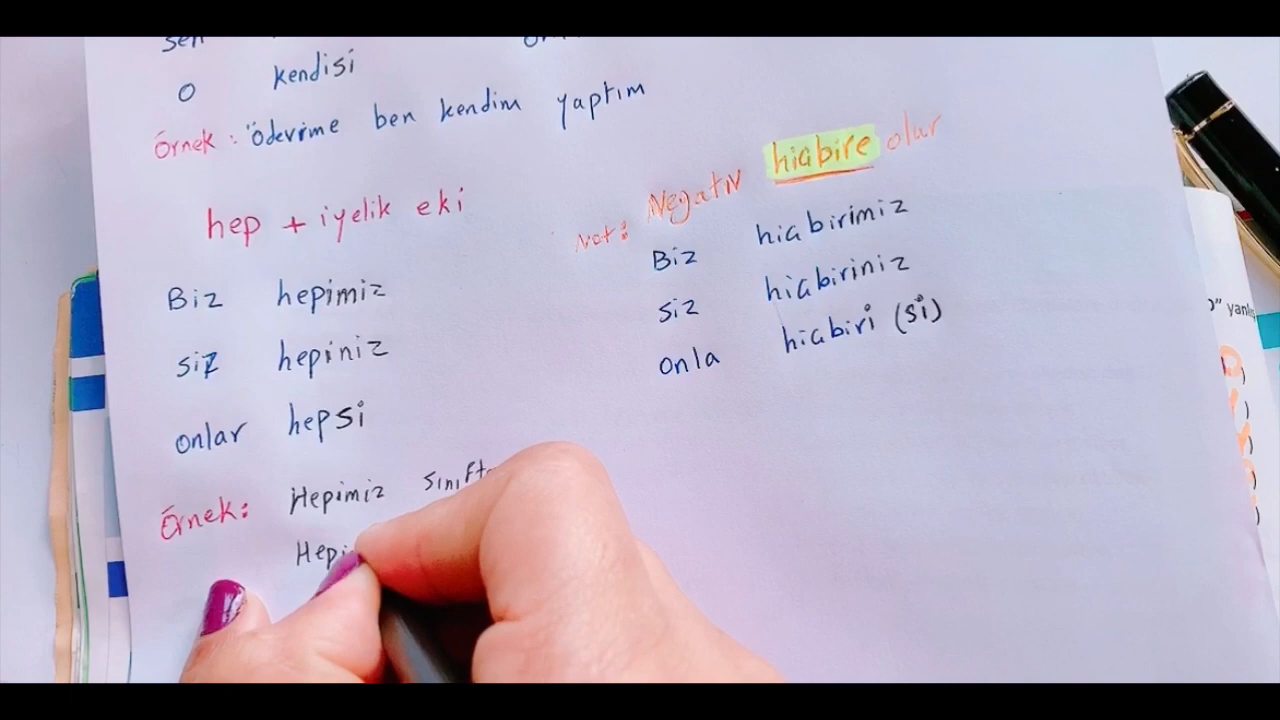 O kendisi
Örnek : Ödevime ben kendim yaptım
hep + iyelik eki
Biz hepimiz
siz hepiniz
onlar hepsi
Örnek: Hepimiz
Not: Negatıv hiçbire olur
Biz hiçbirimiz
siz hiçbiriniz
onla hiçbiri (si)